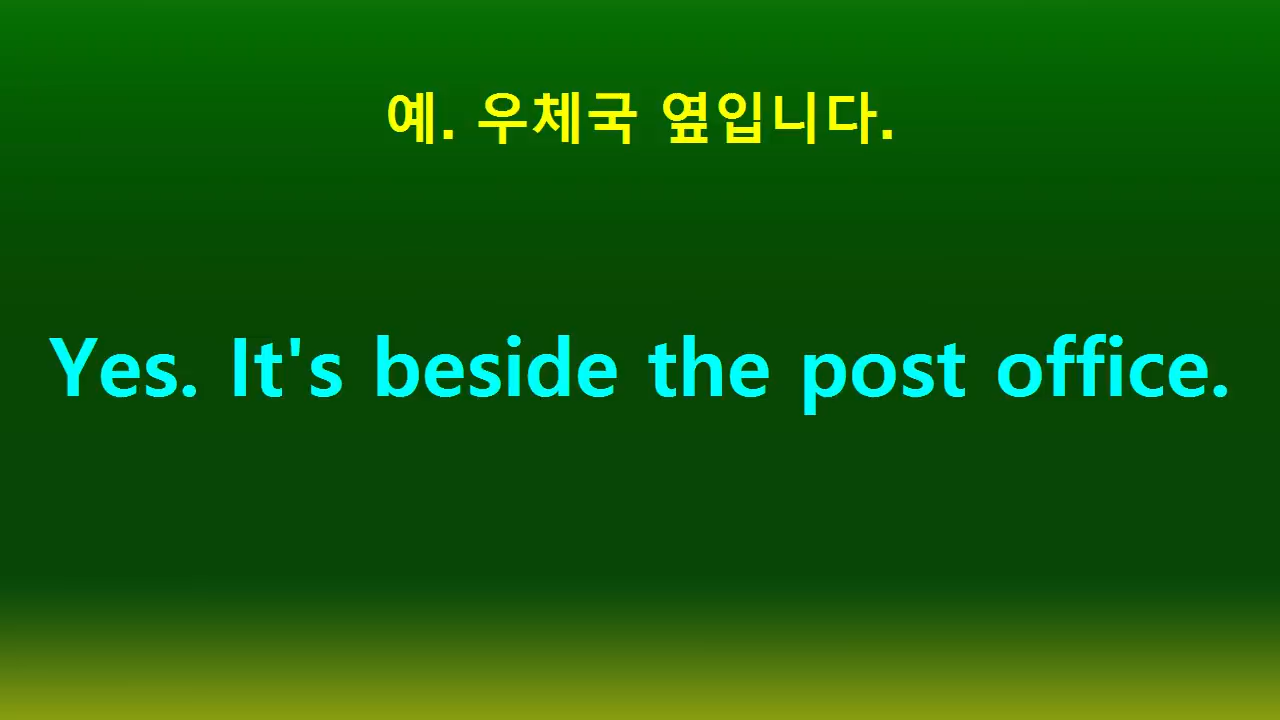 예. 우체국 옆입니다.
Yes. It's beside the post office.